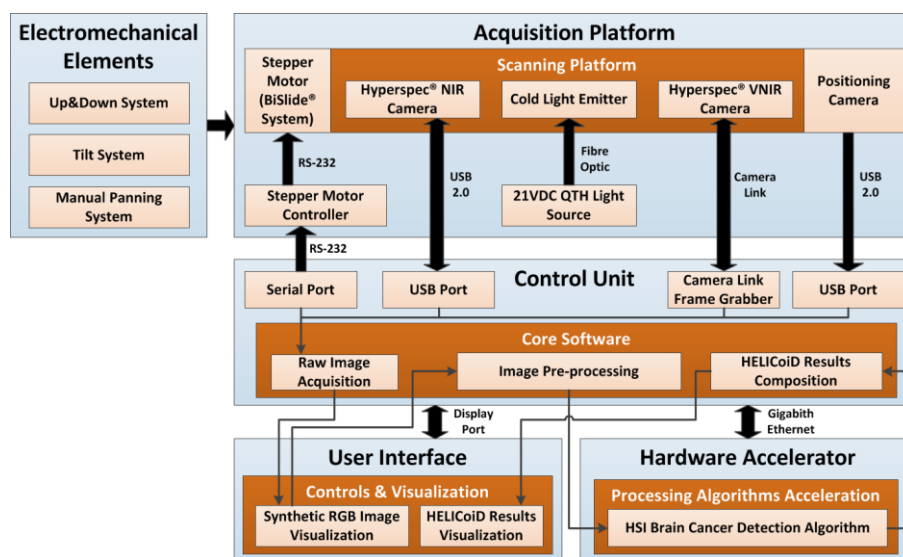 Electromechanical
Elements
Up&Down System
Tilt System
Manual Panning
System
Acquisition Platform
Stepper
Motor
(BiSlide®
System)
Scanning Platform
Hyperspec® NIR
Camera
Cold Light Emitter
Hyperspec® VNIR
Camera
Positioning
Camera
RS-232
USB
2.0
Fibre
Optic
Camera
Link
USB
2.0
Stepper Motor
Controller
21VDC QTH Light
Source
RS-232
Control Unit
Serial Port
USB Port
Camera Link
Frame Grabber
USB Port
Core Software
Raw Image
Acquisition
Image Pre-processing
HELICoiD Results
Composition
Display
Port
Gigabith
Ethernet
User Interface
Controls & Visualization
Synthetic RGB Image
Visualization
HELICoiD Results
Visualization
Hardware Accelerator
Processing Algorithms Acceleration
HSI Brain Cancer Detection Algorithm